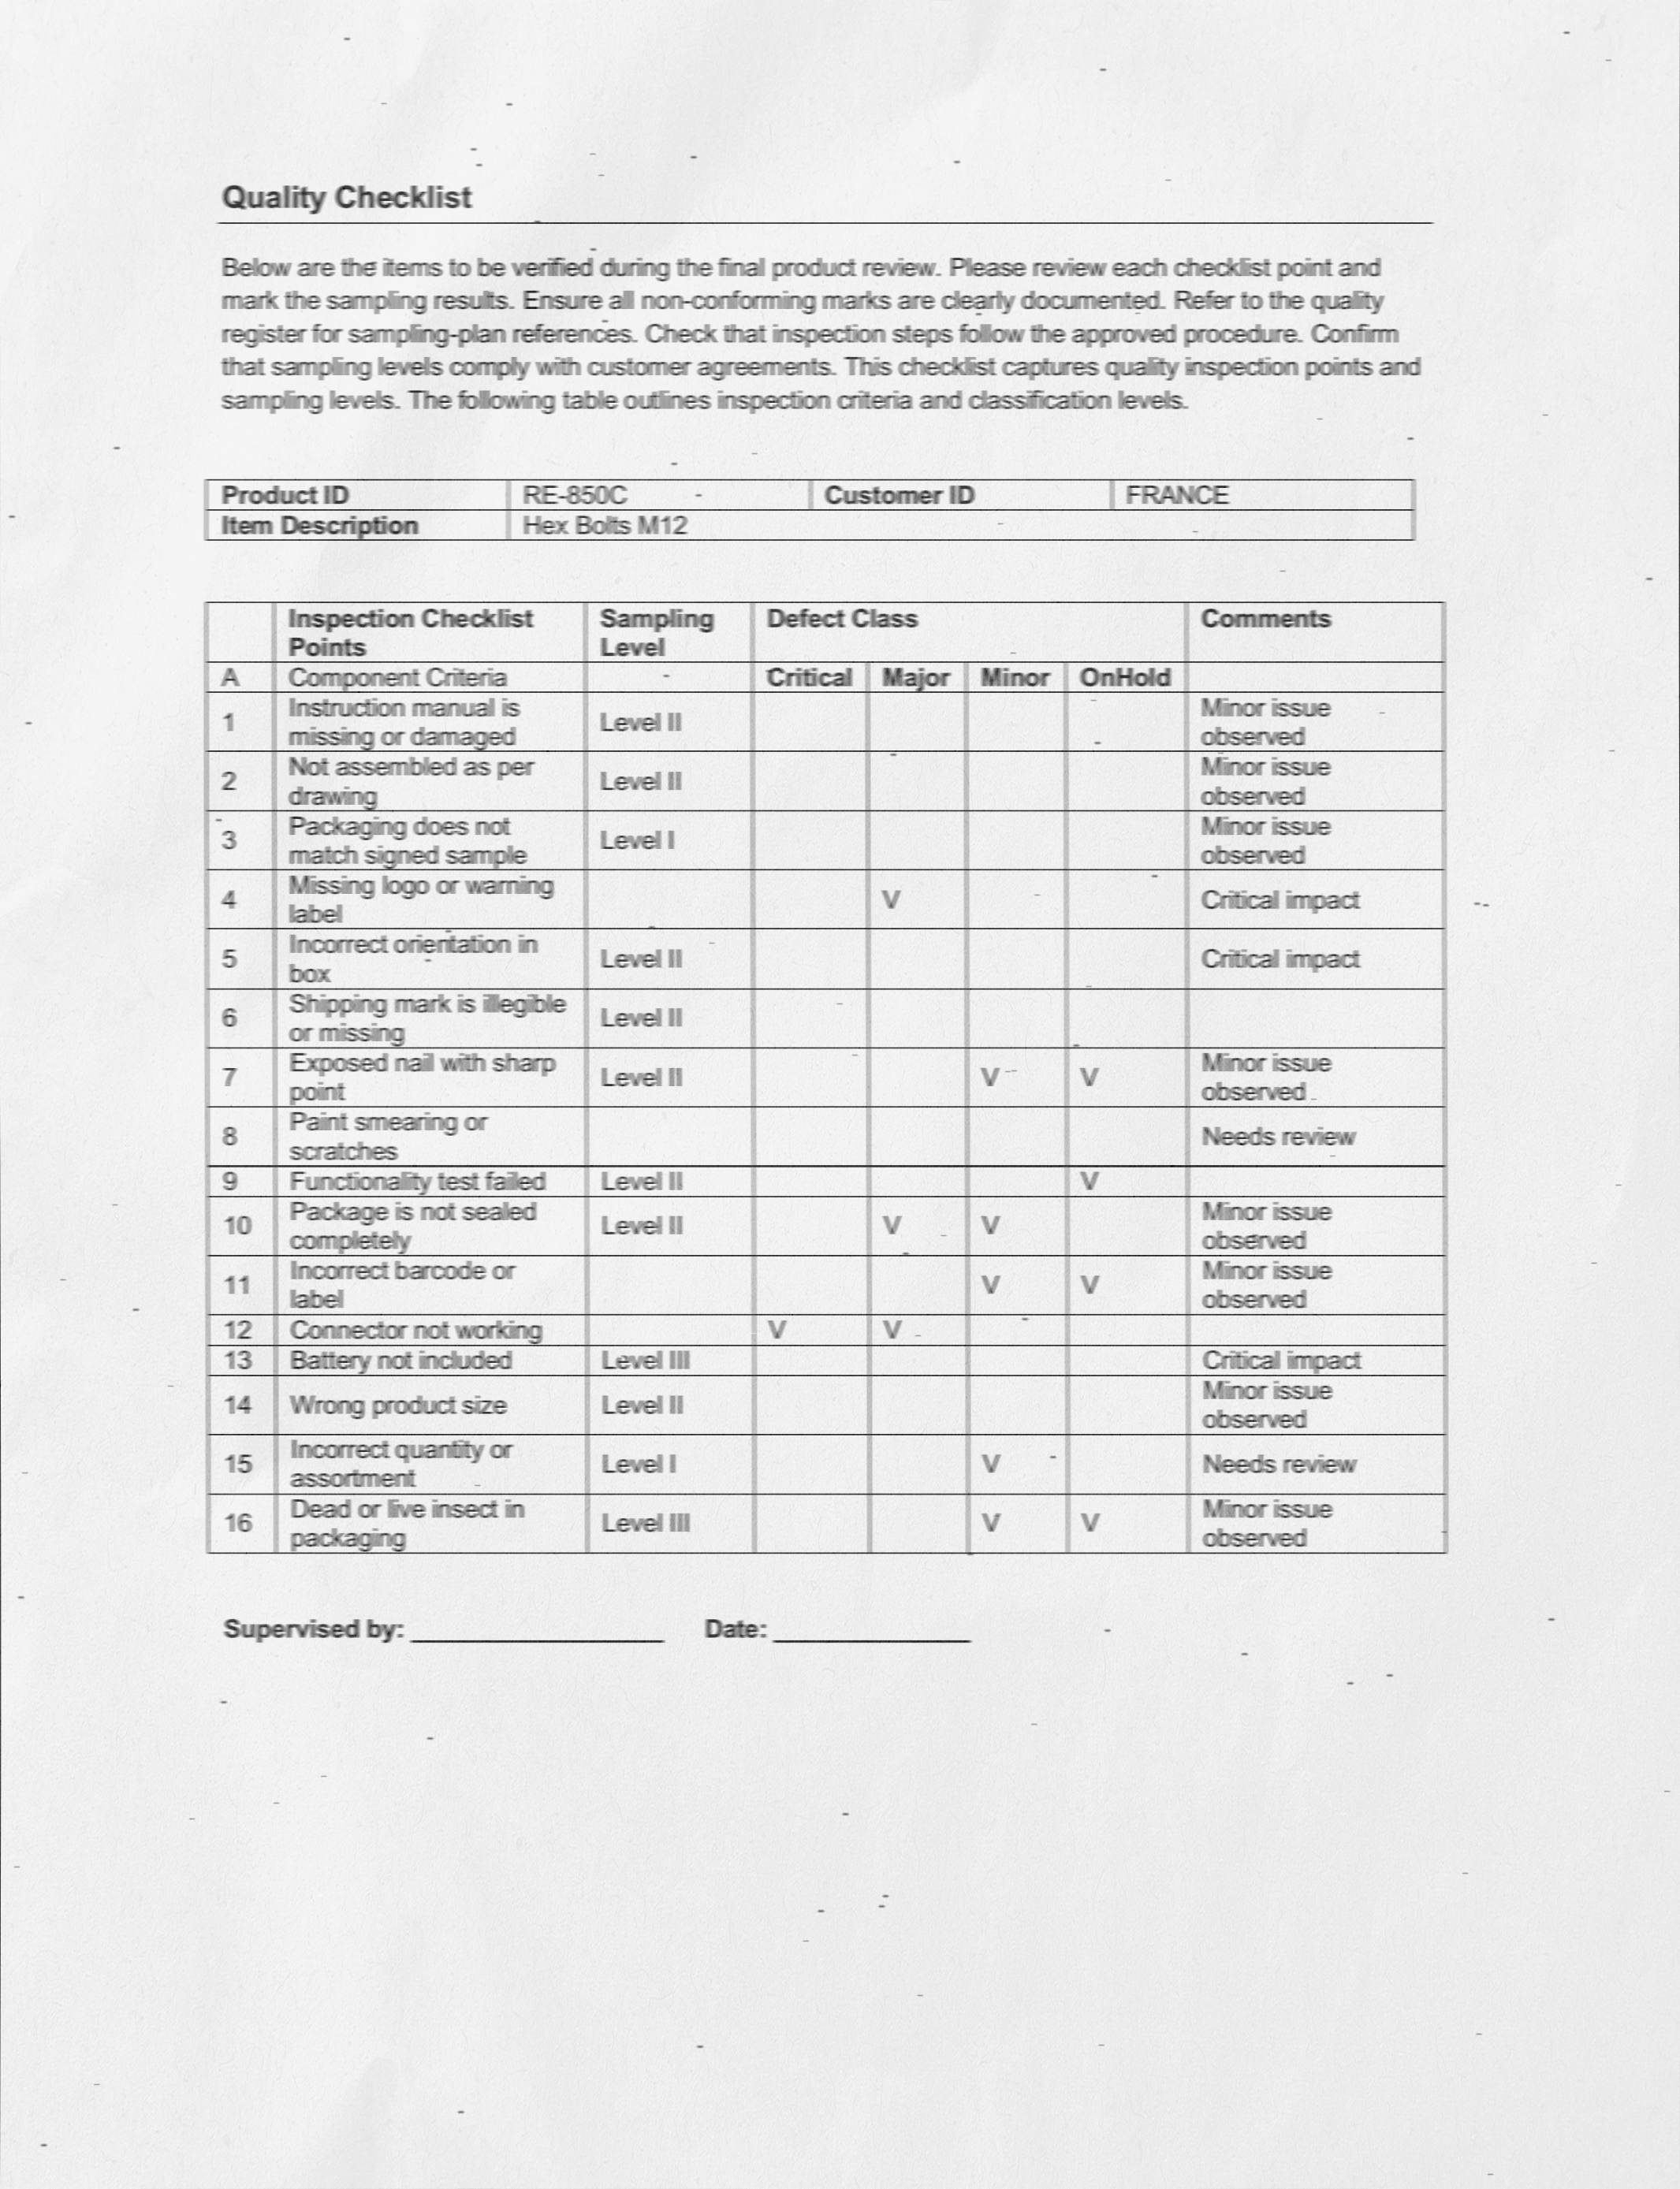 Quality Checklist
Below are the items to be verified during the final product review. Please review each checklist point and
mark the sampling results. Ensure all non-conforming marks are clearly documented. Refer to the quality
register for sampling-plan references. Check that inspection steps follow the approved procedure. Confirm
that sampling levels comply with customer agreements. This checklist captures quality inspection points and
sampling levels. The following table outlines inspection criteria and classification levels.
Product ID RE-850C Customer ID FRANCE
Item Description Hex Bolts M12
Inspection Checklist Points Sampling Level Defect Class Comments
A Component Criteria Critical Major Minor OnHold
1 Instruction manual is missing or damaged Level II Minor issue observed
2 Not assembled as per drawing Level II Minor issue observed
3 Packaging does not match signed sample Level I Minor issue observed
4 Missing logo or warning label V Critical impact
5 Incorrect orientation in box Level II Critical impact
6 Shipping mark is illegible or missing Level II
7 Exposed nail with sharp point Level II V V Minor issue observed
8 Paint smearing or scratches Needs review
9 Functionality test failed Level II V
10 Package is not sealed completely Level II V V Minor issue observed
11 Incorrect barcode or label V V Minor issue observed
12 Connector not working V V
13 Battery not included Level III Critical impact
14 Wrong product size Level II Minor issue observed
15 Incorrect quantity or assortment Level I V Needs review
16 Dead or live insect in packaging Level III V V Minor issue observed
Supervised by: Date: